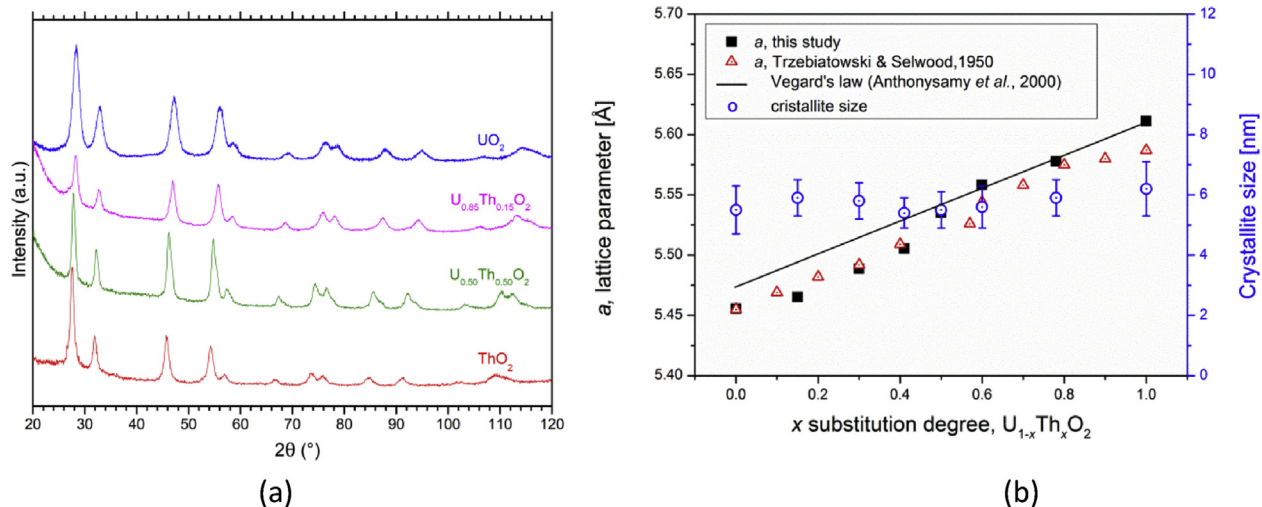 Intensity (a.u.)
UO₂
U₀.₈₅Th₀.₁₅O₂
U₀.₅₀Th₀.₅₀O₂
ThO₂
20 30 40 50 60 70 80 90 100 110 120
2θ (°)
(a)
a, lattice parameter [Å]
5.70
5.65
5.60
5.55
5.50
5.45
5.40
a, this study
a, Trzebiatowski & Selwood,1950
Vegard's law (Anthonysamy et al., 2000)
cristallite size
12
10
8
6
4
2
0
Crystallite size [nm]
0.0 0.2 0.4 0.6 0.8 1.0
x substitution degree, U₁₋ₓThₓO₂
(b)